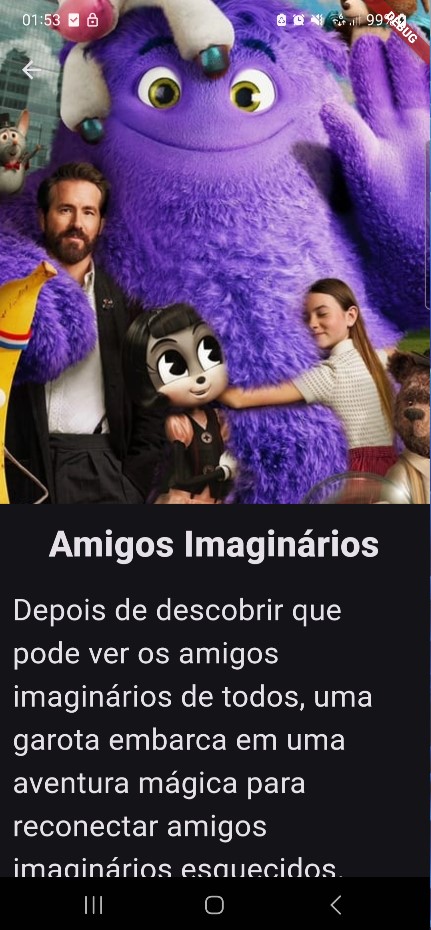 01:53
99%
DEBUG
Amigos Imaginários
Depois de descobrir que
pode ver os amigos
imaginários de todos, uma
garota embarca em uma
aventura mágica para
reconectar amigos
imaginários esquecidos.